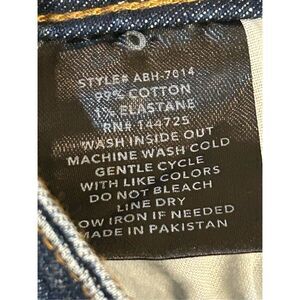 STYLE# ABH-7014
99% COTTON
1% ELASTANE
RN# 144725
WASH INSIDE OUT
MACHINE WASH COLD
GENTLE CYCLE
WITH LIKE COLORS
DO NOT BLEACH
LINE DRY
LOW IRON IF NEEDED
MADE IN PAKISTAN